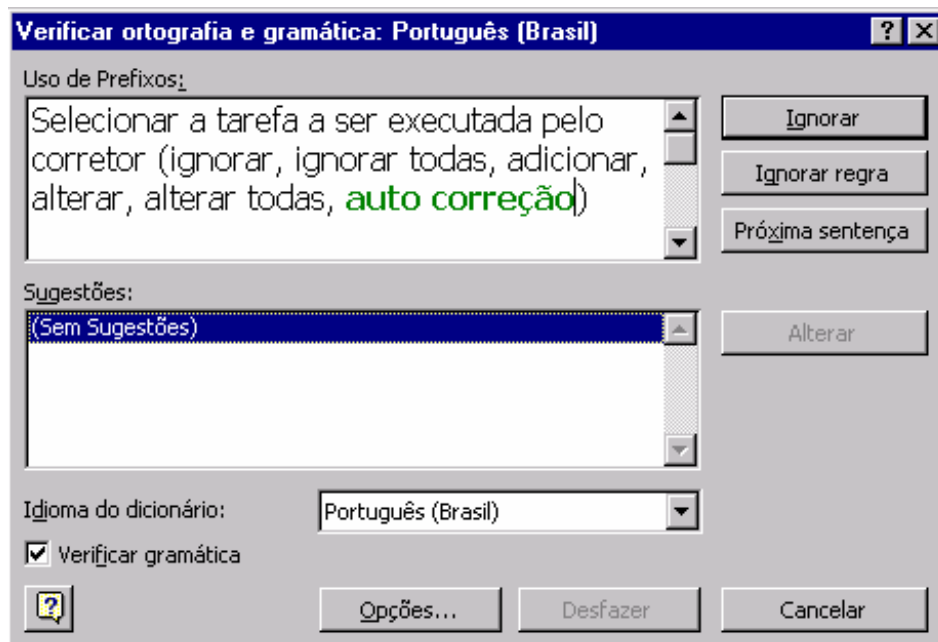 Verificar ortografia e gramática: Português (Brasil)
Uso de Prefixos:
Selecionar a tarefa a ser executada pelo
corretor (ignorar, ignorar todas, adicionar,
alterar, alterar todas, auto correção)
Ignorar
Ignorar regra
Próxima sentença
Sugestões:
(Sem Sugestões)
Alterar
Idioma do dicionário:
Português (Brasil)
Verificar gramática
Opções...
Desfazer
Cancelar